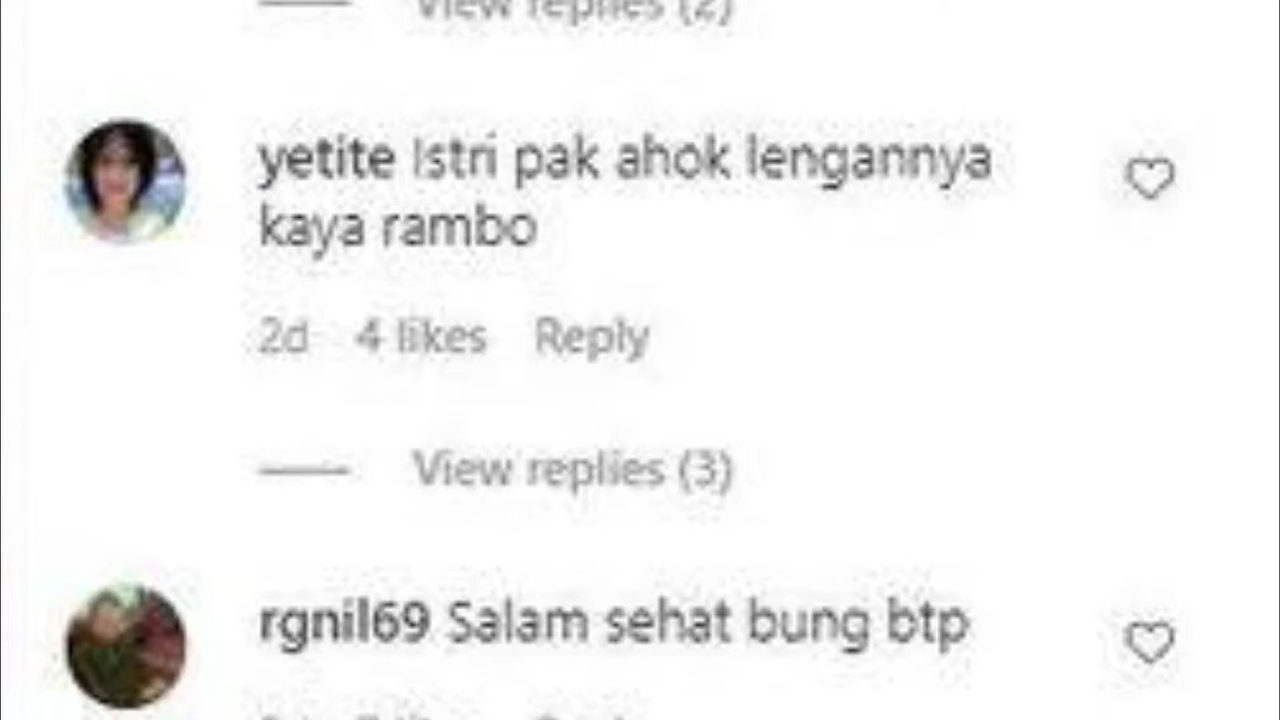 View replies (2)
yetite Istri pak ahok lengannya
kaya rambo
2d 4 likes Reply
View replies (3)
rgnil69 Salam sehat bung btp